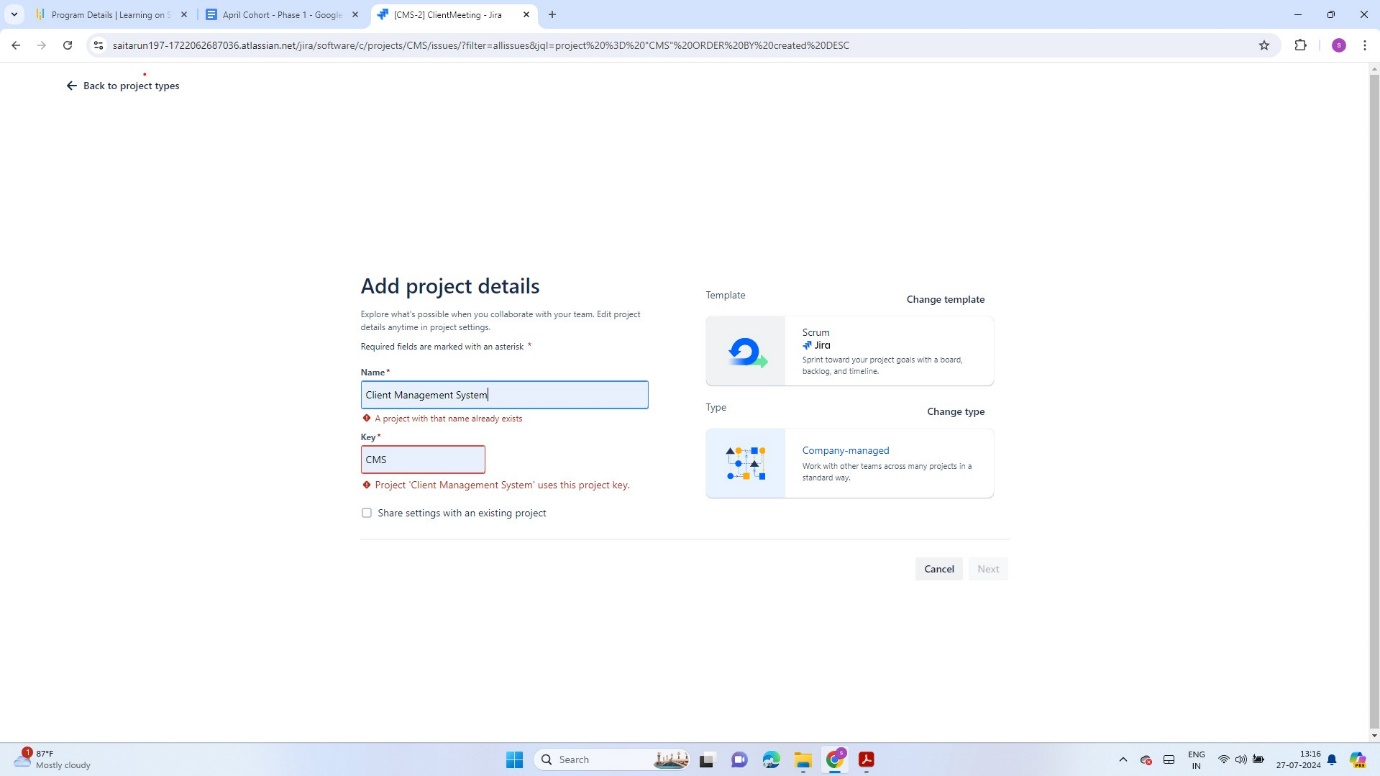 Program Details | Learning on S
April Cohort - Phase 1 - Google
[CMS-2] ClientMeeting - Jira
saitarun197-1722062687036.atlassian.net/jira/software/c/projects/CMS/issues/?filter=allissues&jql=project%20%3D%20"CMS"%20ORDER%20BY%20created%20DESC
S
Back to project types
Add project details
Explore what's possible when you collaborate with your team. Edit project
details anytime in project settings.
Required fields are marked with an asterisk *
Name *
Client Management System
A project with that name already exists
Key *
CMS
Project 'Client Management System' uses this project key.
Share settings with an existing project
Template
Change template
Scrum
Jira
Sprint toward your project goals with a board,
backlog, and timeline.
Type
Change type
Company-managed
Work with other teams across many projects in a
standard way.
Cancel
Next
1
87°F
Mostly cloudy
Search
S
ENG
IN
13:16
27-07-2024